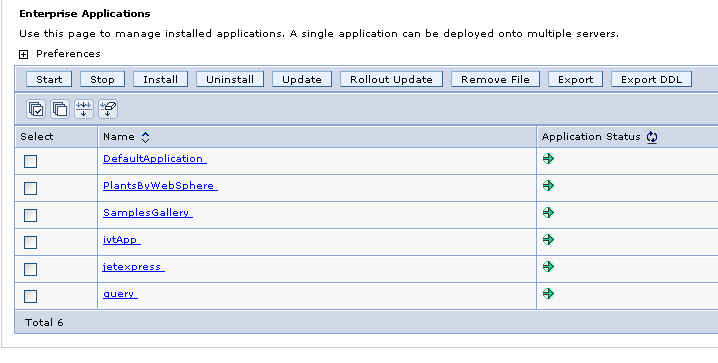 Enterprise Applications
Use this page to manage installed applications. A single application can be deployed onto multiple servers.
Preferences
Start Stop Install Uninstall Update Rollout Update Remove File Export Export DDL
Select Name Application Status
DefaultApplication
PlantsByWebSphere
SamplesGallery
ivtApp
jetexpress
query
Total 6